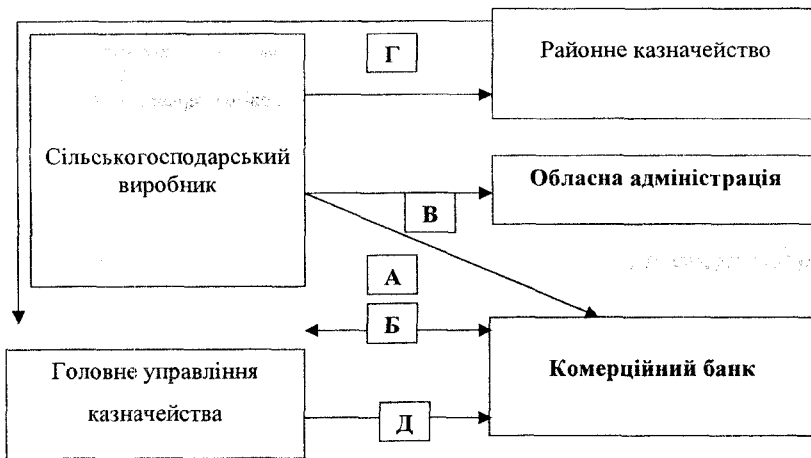 Г
Районне казначейство
Сільськогосподарський
виробник
Обласна адміністрація
В
А
Б
Комерційний банк
Головне управління
казначейства
Д